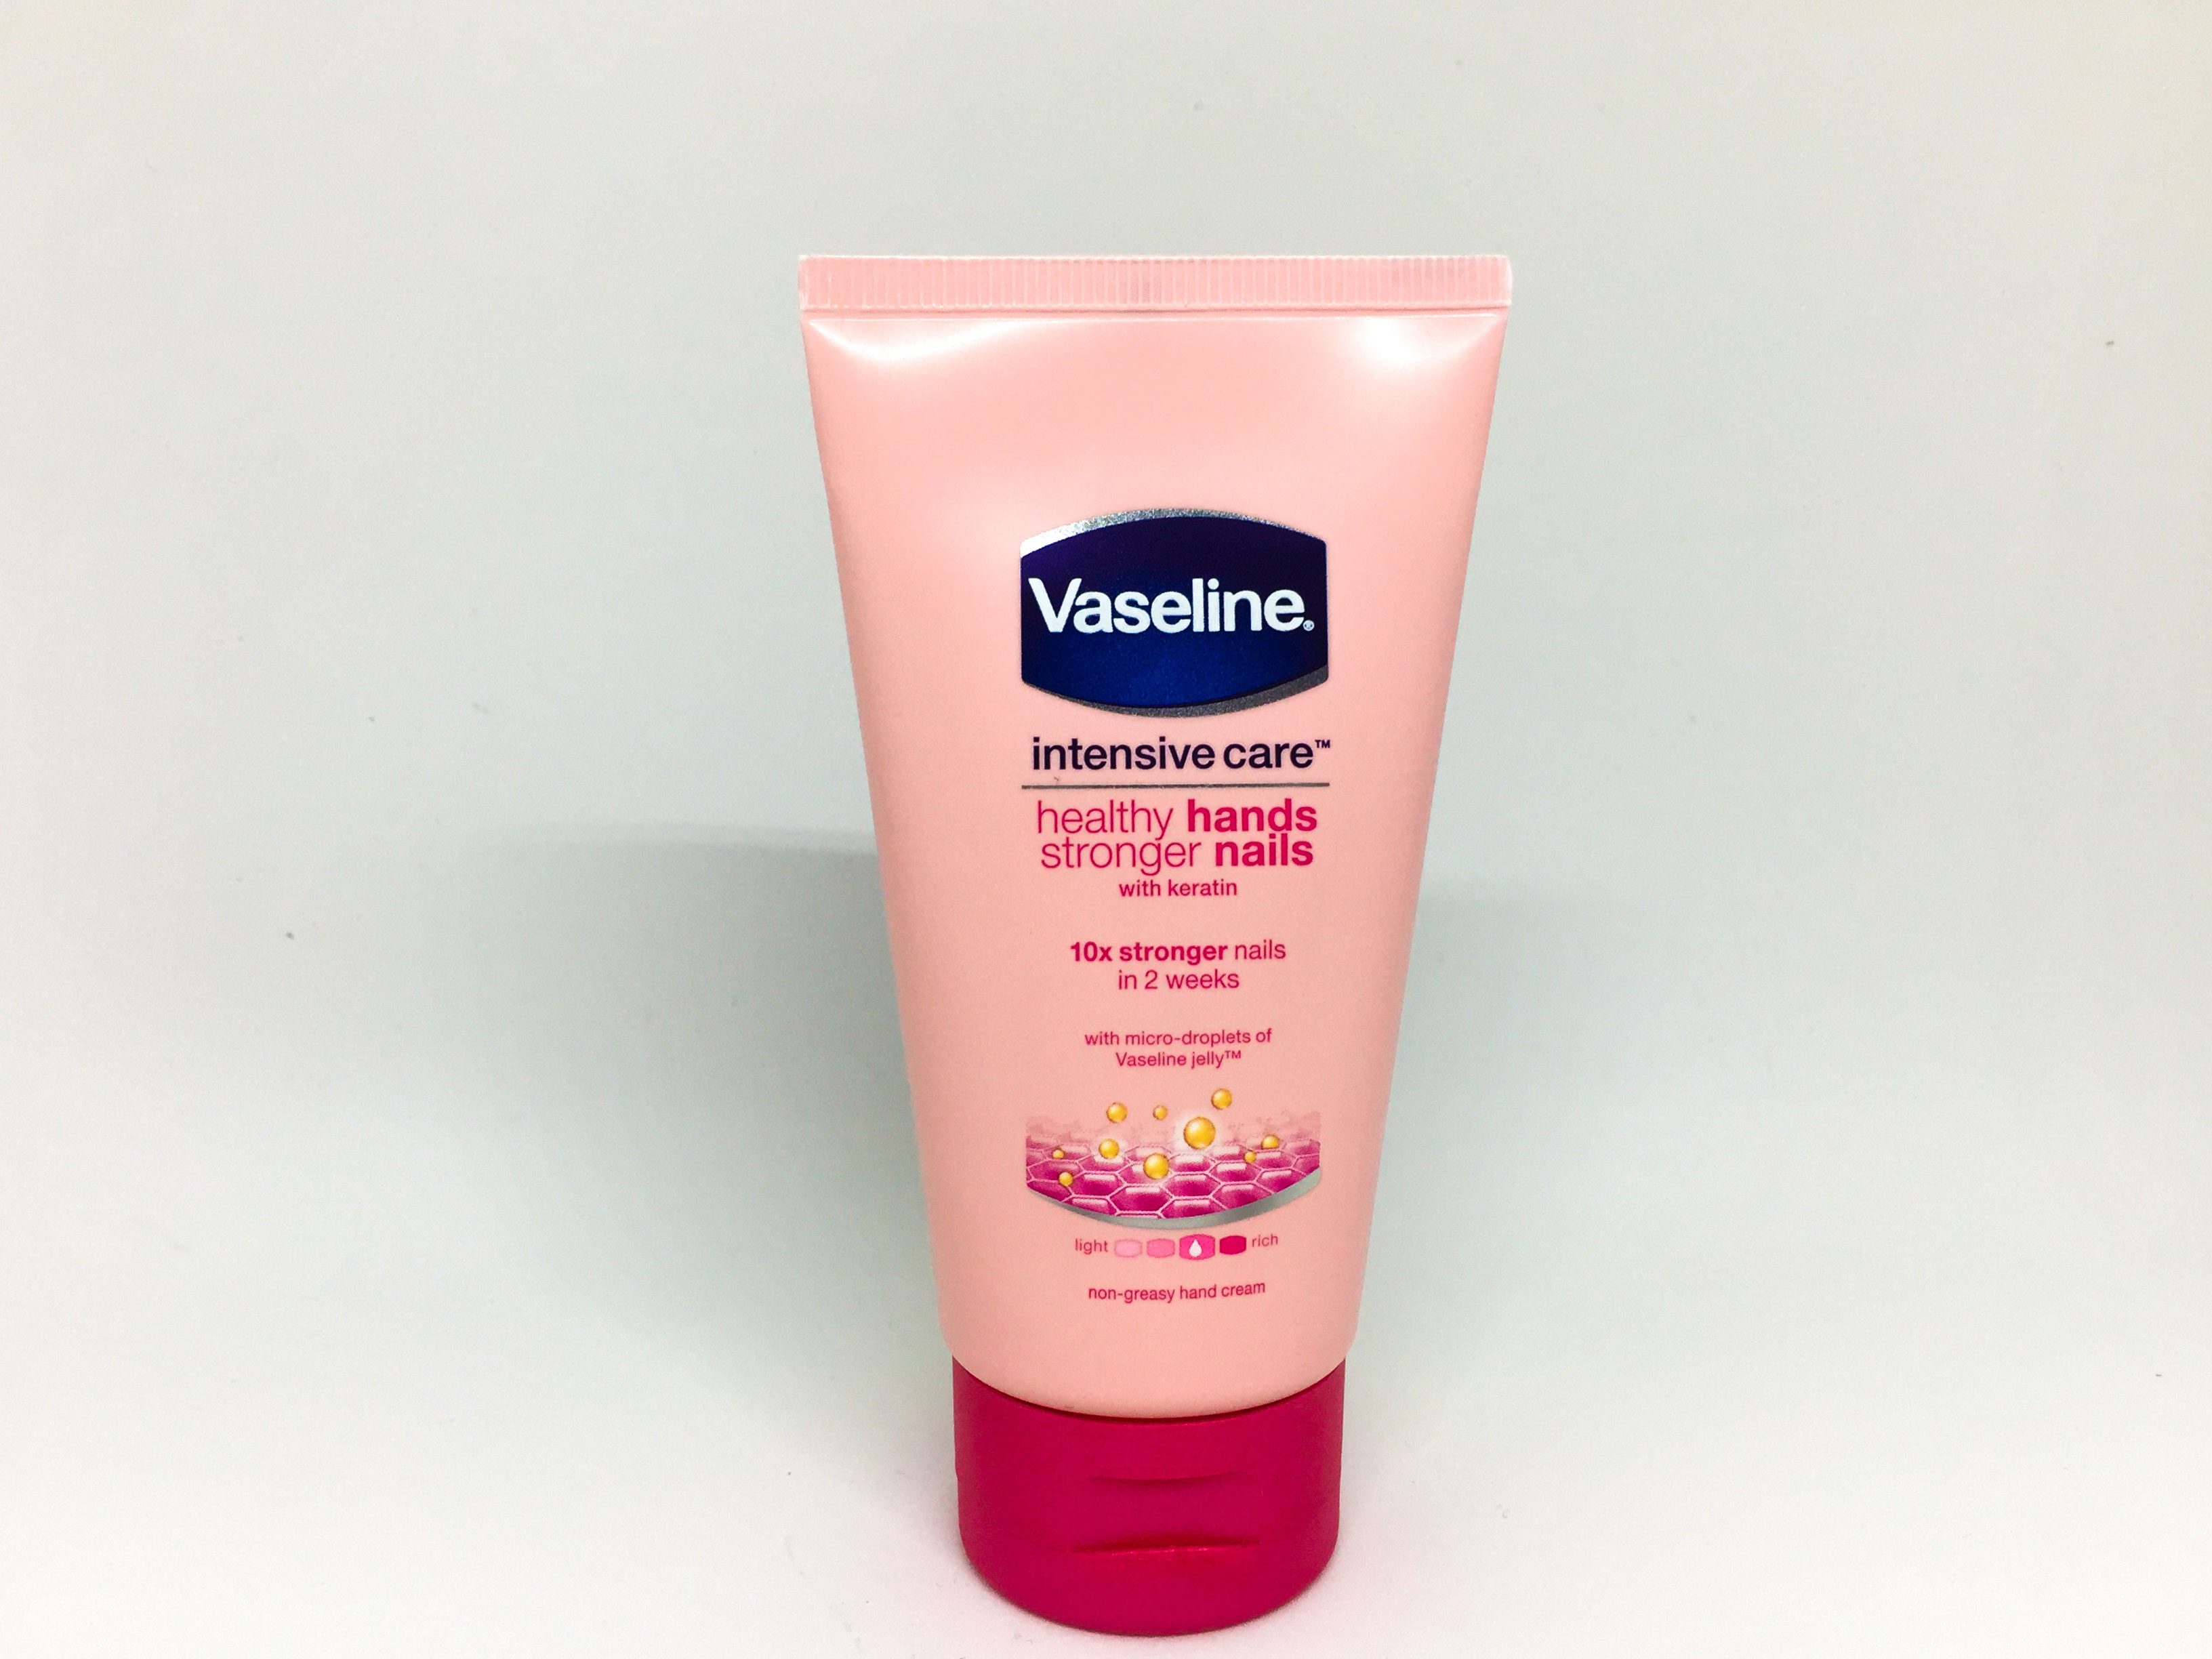 Vaseline®
intensive care™
healthy hands
stronger nails
with keratin
10x stronger nails
in 2 weeks
with micro-droplets of
Vaseline jelly™
light rich
non-greasy hand cream